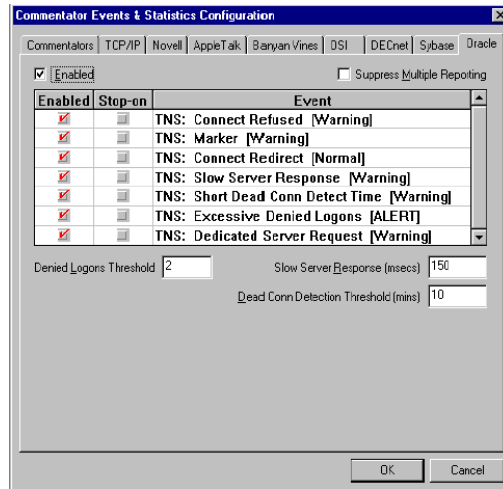 Commentator Events & Statistics Configuration
Commentators TCP/IP Novell AppleTalk Banyan Vines OSI DECnet Sybase Oracle
Enabled Suppress Multiple Reporting
Enabled Stop-on Event
TNS: Connect Refused [Warning]
TNS: Marker [Warning]
TNS: Connect Redirect [Normal]
TNS: Slow Server Response [Warning]
TNS: Short Dead Conn Detect Time [Warning]
TNS: Excessive Denied Logons [ALERT]
TNS: Dedicated Server Request [Warning]
Denied Logons Threshold 2 Slow Server Response (msecs) 150
Dead Conn Detection Threshold (mins) 10
OK Cancel